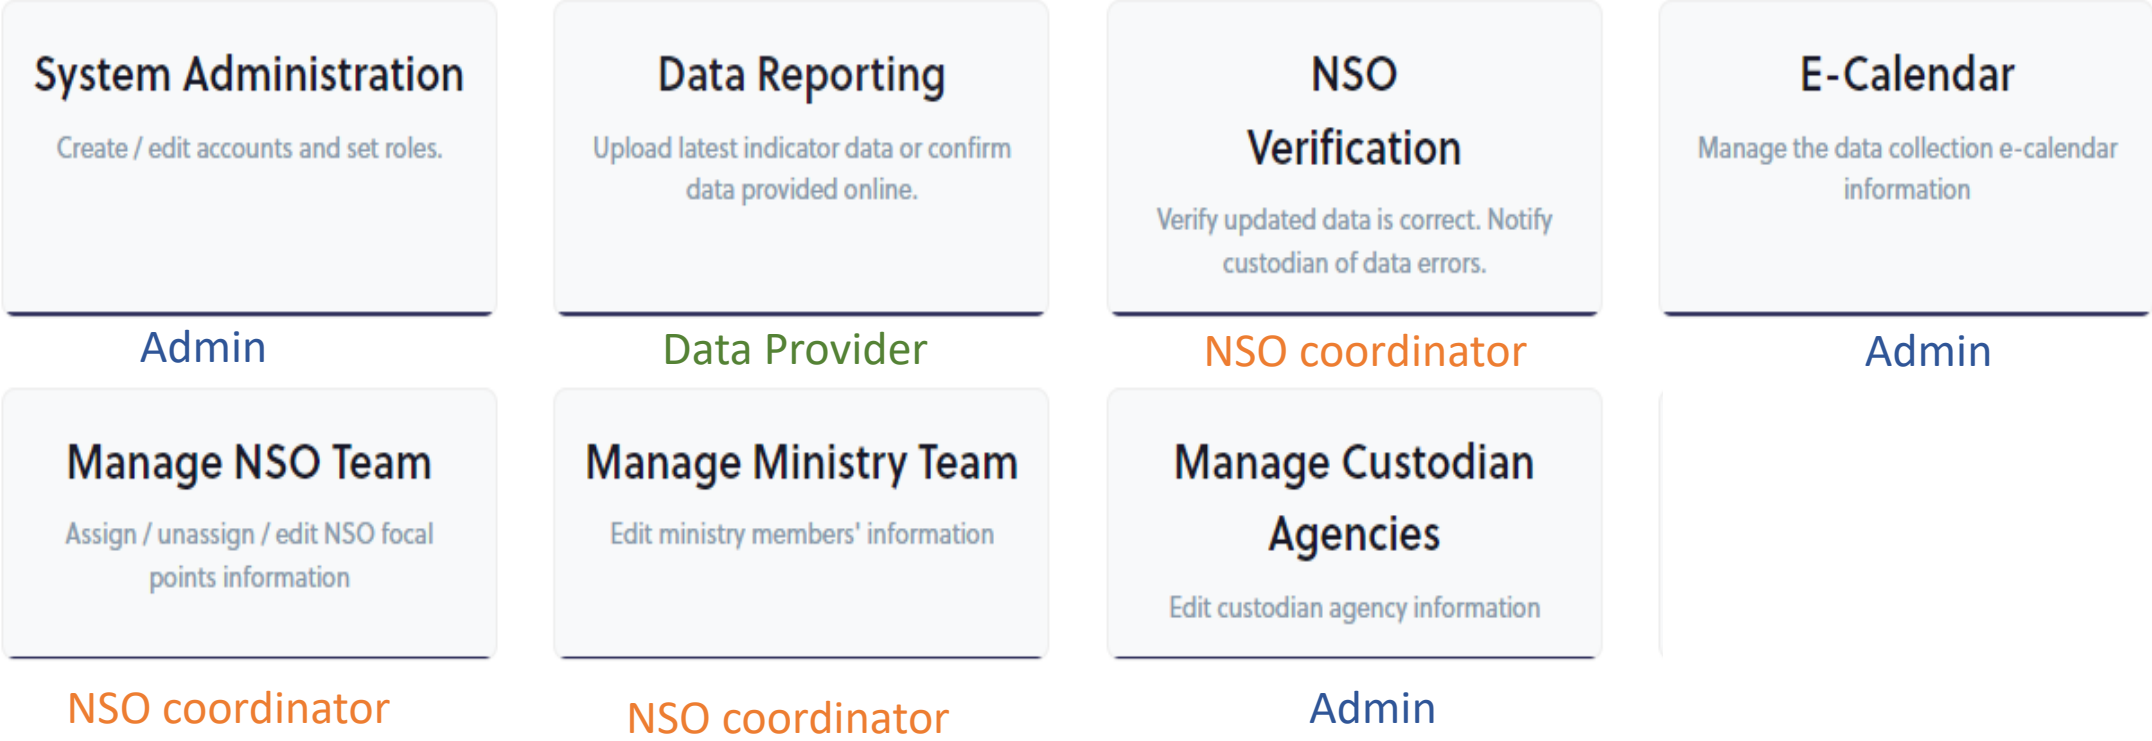 System Administration
Create / edit accounts and set roles.
Admin
Data Reporting
Upload latest indicator data or confirm
data provided online.
Data Provider
NSO
Verification
Verify updated data is correct. Notify
custodian of data errors.
NSO coordinator
E-Calendar
Manage the data collection e-calendar
information
Admin
Manage NSO Team
Assign / unassign / edit NSO focal
points information
NSO coordinator
Manage Ministry Team
Edit ministry members' information
NSO coordinator
Manage Custodian
Agencies
Edit custodian agency information
Admin